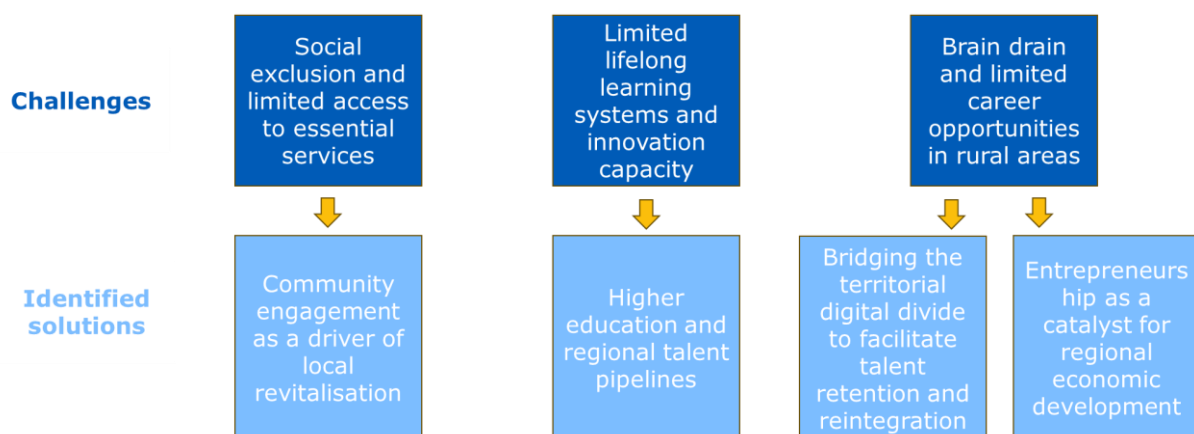 Challenges
Social
exclusion and
limited access
to essential
services
Limited
lifelong
learning
systems and
innovation
capacity
Brain drain
and limited
career
opportunities
in rural areas
Identified
solutions
Community
engagement
as a driver of
local
revitalisation
Higher
education and
regional talent
pipelines
Bridging the
territorial
digital divide
to facilitate
talent
retention and
reintegration
Entrepreneurs
hip as a
catalyst for
regional
economic
development